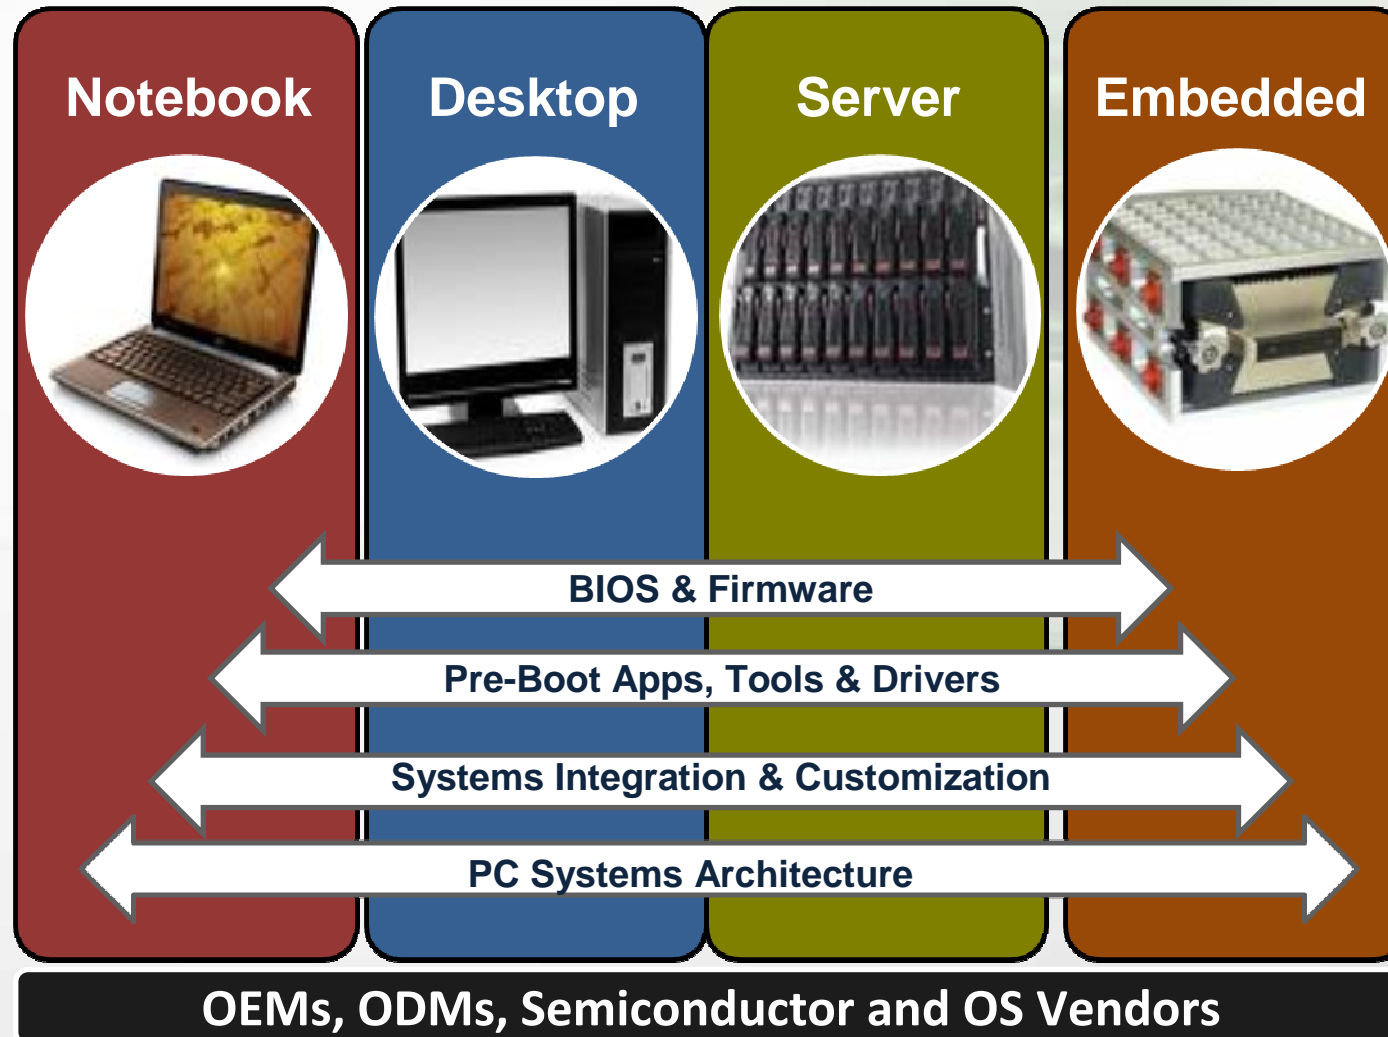 Notebook
Desktop
Server
Embedded
BIOS & Firmware
Pre-Boot Apps, Tools & Drivers
Systems Integration & Customization
PC Systems Architecture
OEMs, ODMs, Semiconductor and OS Vendors